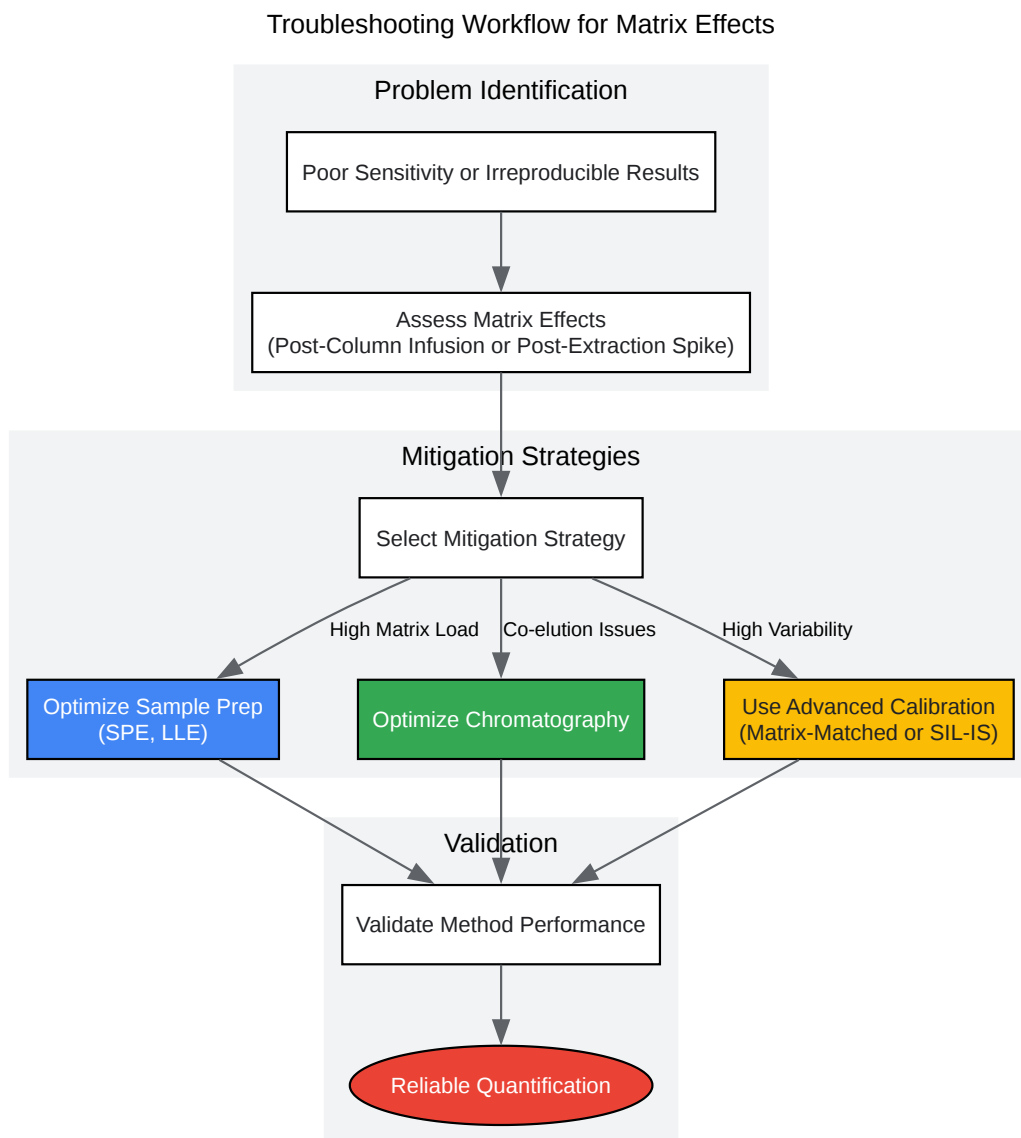 Troubleshooting Workflow for Matrix Effects
Problem Identification
Poor Sensitivity or Irreproducible Results
Assess Matrix Effects
(Post-Column Infusion or Post-Extraction Spike)
Mitigation Strategies
Select Mitigation Strategy
High Matrix Load
Co-elution Issues
High Variability
Optimize Sample Prep
(SPE, LLE)
Optimize Chromatography
Use Advanced Calibration
(Matrix-Matched or SIL-IS)
Validation
Validate Method Performance
Reliable Quantification